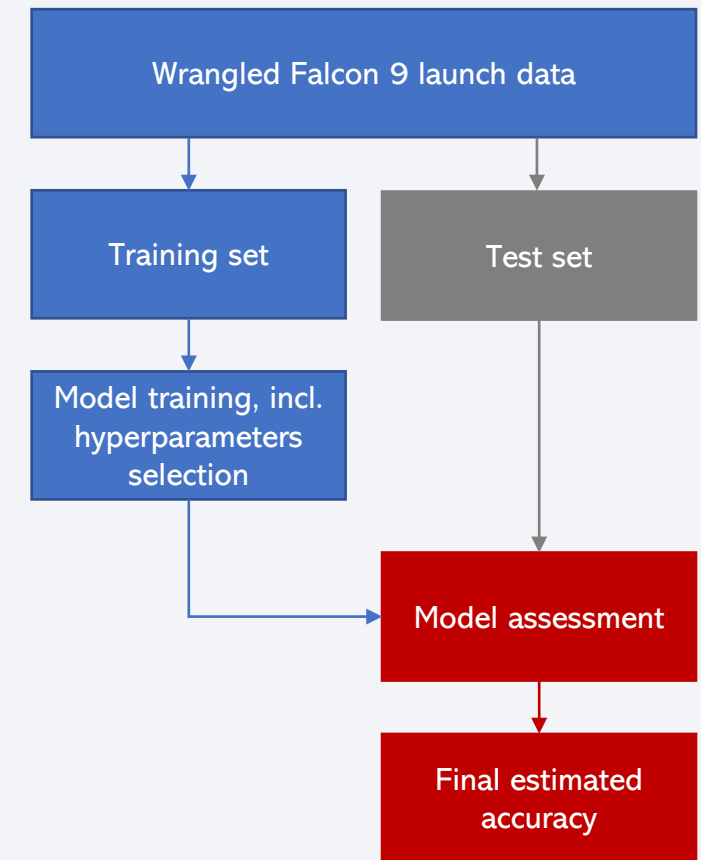 Wrangled Falcon 9 launch data
Training set
Test set
Model training, incl.
hyperparameters
selection
Model assessment
Final estimated
accuracy